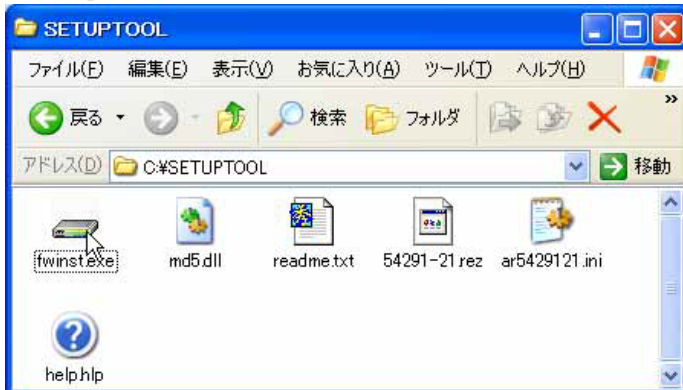 SETUPTOOL
ファイル(F) 編集(E) 表示(V) お気に入り(A) ツール(T) ヘルプ(H)
戻る 検索 フォルダ »
アドレス(D) C:¥SETUPTOOL 移動
fwinst.exe md5.dll readme.txt 54291-21.rez ar5429121.ini
help.hlp